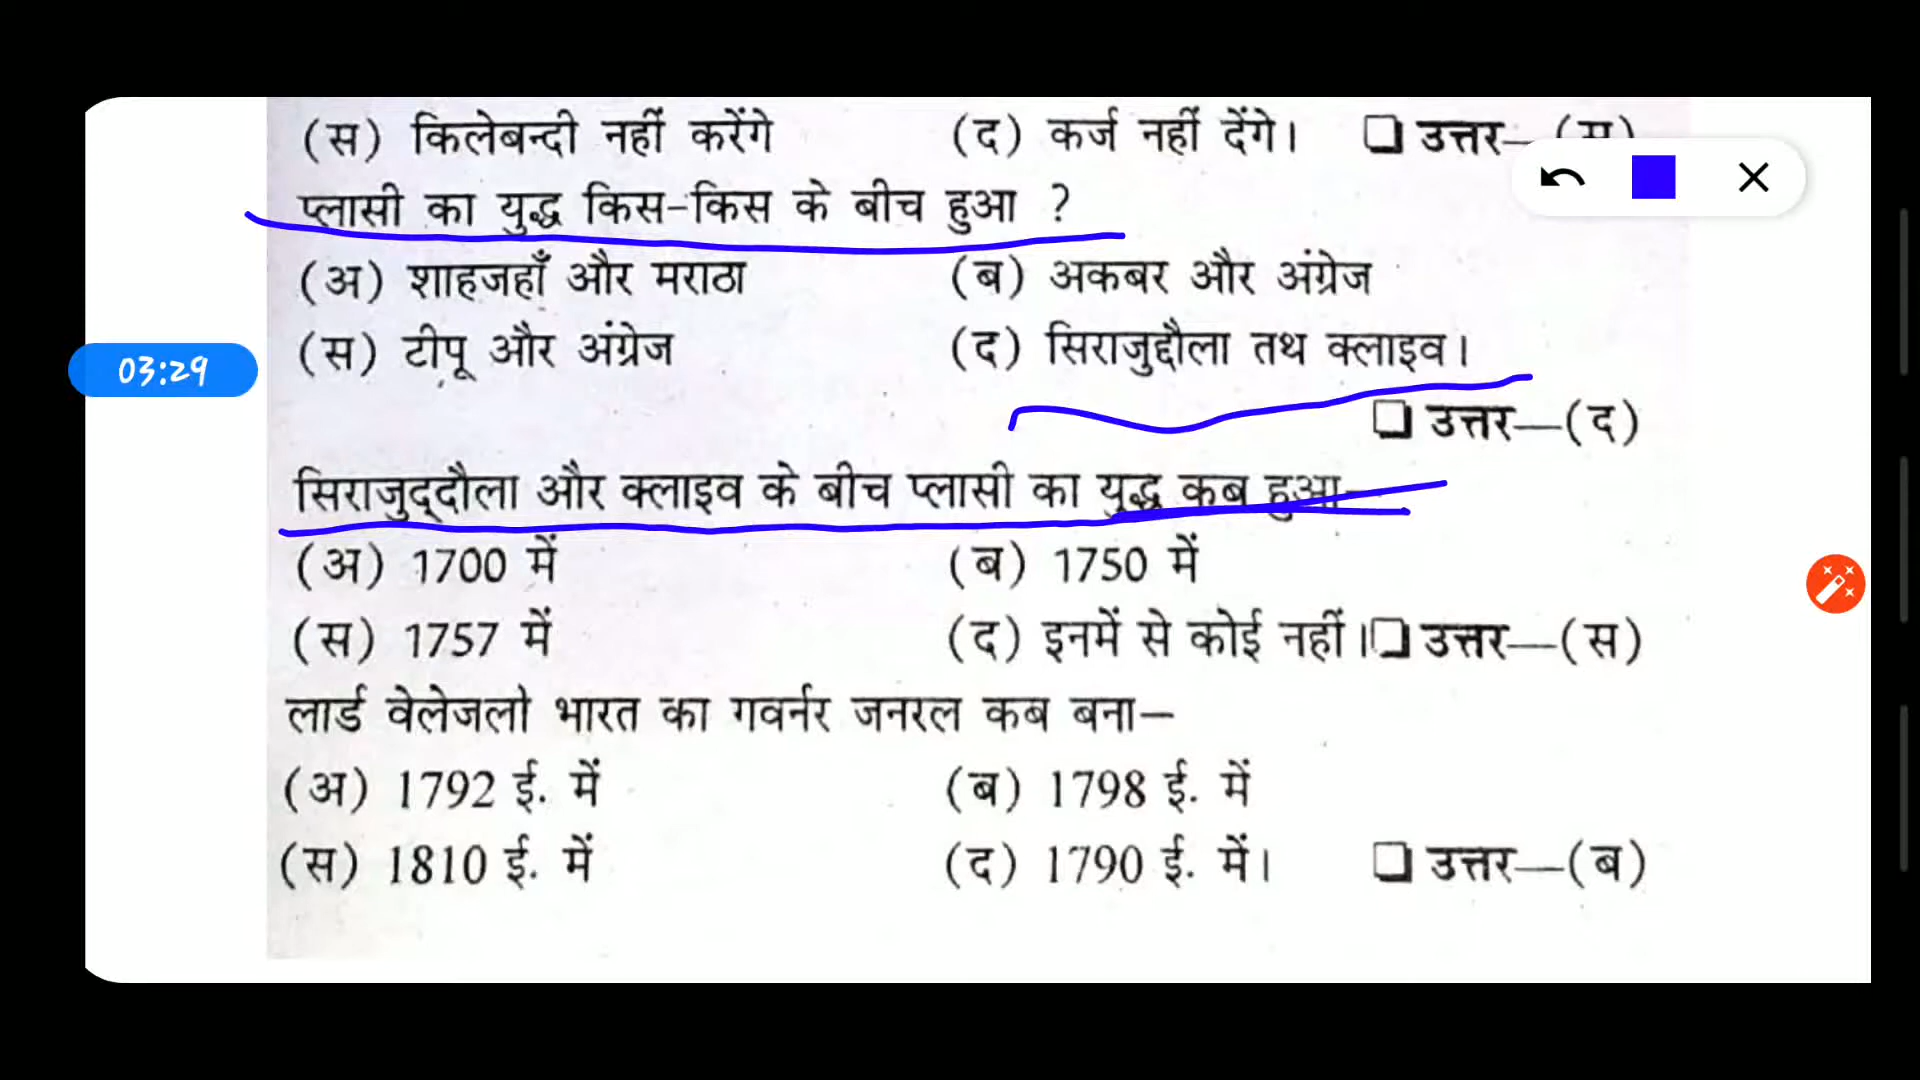 (स) किलेबन्दी नहीं करेंगे (द) कर्ज नहीं देंगे। ❑ उत्तर—
प्लासी का युद्ध किस-किस के बीच हुआ ?
(अ) शाहजहाँ और मराठा (ब) अकबर और अंग्रेज
(स) टीपू और अंग्रेज (द) सिराजुद्दौला तथ क्लाइव।
03:29
❑ उत्तर—(द)
सिराजुद्‌दौला और क्लाइव के बीच प्लासी का युद्ध कब हुआ—
(अ) 1700 में (ब) 1750 में
(स) 1757 में (द) इनमें से कोई नहीं।❑ उत्तर—(स)
लार्ड वेलेजलो भारत का गवर्नर जनरल कब बना—
(अ) 1792 ई. में (ब) 1798 ई. में
(स) 1810 ई. में (द) 1790 ई. में। ❑ उत्तर—(ब)